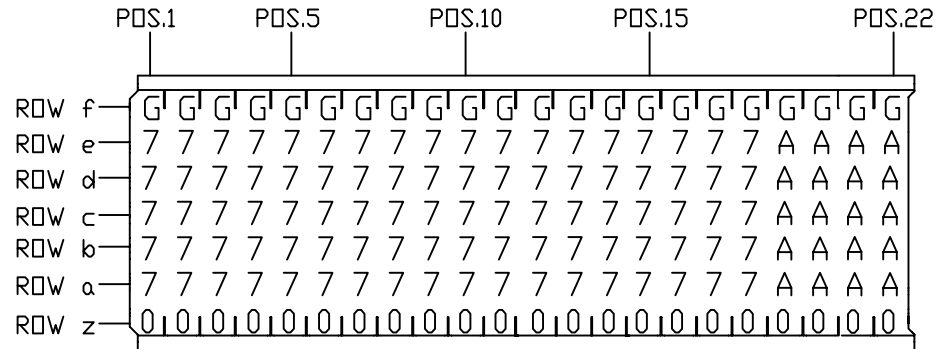 POS.1 POS.5 POS.10 POS.15 POS.22
ROW f G G G G G G G G G G G G G G G G G G G G G G
ROW e 7 7 7 7 7 7 7 7 7 7 7 7 7 7 7 7 7 7 A A A A
ROW d 7 7 7 7 7 7 7 7 7 7 7 7 7 7 7 7 7 7 A A A A
ROW c 7 7 7 7 7 7 7 7 7 7 7 7 7 7 7 7 7 7 A A A A
ROW b 7 7 7 7 7 7 7 7 7 7 7 7 7 7 7 7 7 7 A A A A
ROW a 7 7 7 7 7 7 7 7 7 7 7 7 7 7 7 7 7 7 A A A A
ROW z 0 0 0 0 0 0 0 0 0 0 0 0 0 0 0 0 0 0 0 0 0 0